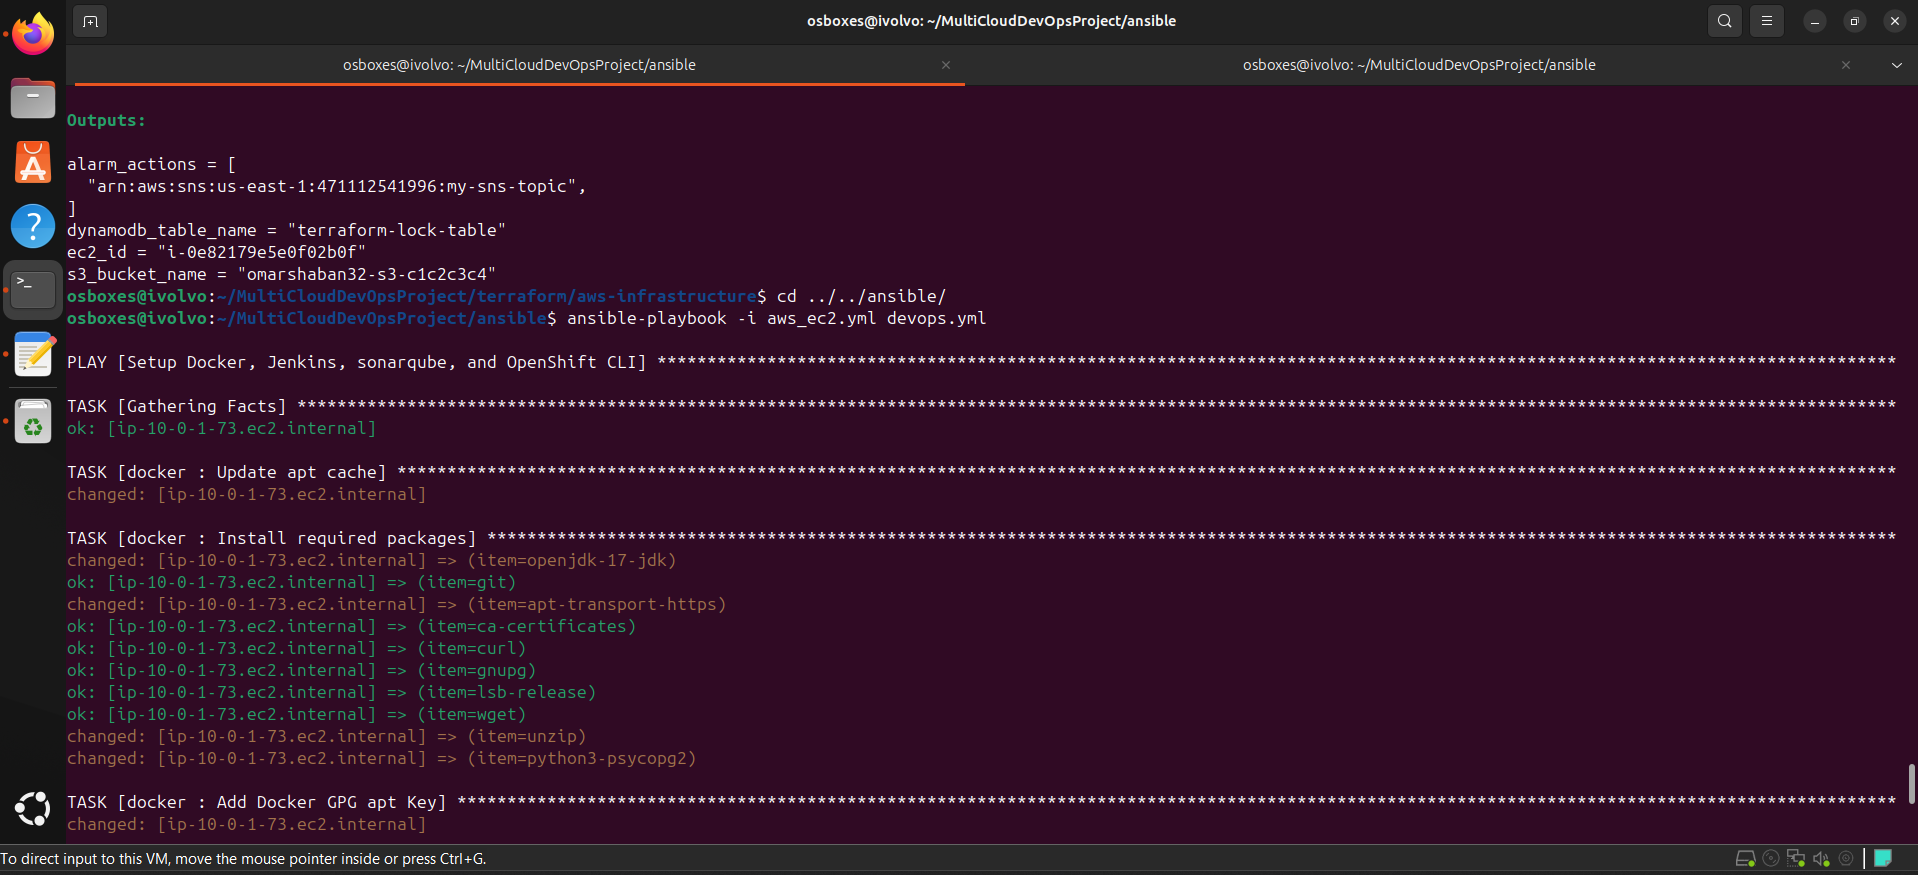 osboxes@ivolvo: ~/MultiCloudDevOpsProject/ansible
osboxes@ivolvo: ~/MultiCloudDevOpsProject/ansible
osboxes@ivolvo: ~/MultiCloudDevOpsProject/ansible
Outputs:
alarm_actions = [
"arn:aws:sns:us-east-1:471112541996:my-sns-topic",
]
dynamodb_table_name = "terraform-lock-table"
ec2_id = "i-0e82179e5e0f02b0f"
s3_bucket_name = "omarshaban32-s3-c1c2c3c4"
osboxes@ivolvo:~/MultiCloudDevOpsProject/terraform/aws-infrastructure$ cd ../../ansible/
osboxes@ivolvo:~/MultiCloudDevOpsProject/ansible$ ansible-playbook -i aws_ec2.yml devops.yml
PLAY [Setup Docker, Jenkins, sonarqube, and OpenShift CLI] ****************************************************************************************************************************
TASK [Gathering Facts] ****************************************************************************************************************************************************************
ok: [ip-10-0-1-73.ec2.internal]
TASK [docker : Update apt cache] ******************************************************************************************************************************************************
changed: [ip-10-0-1-73.ec2.internal]
TASK [docker : Install required packages] *********************************************************************************************************************************************
changed: [ip-10-0-1-73.ec2.internal] => (item=openjdk-17-jdk)
ok: [ip-10-0-1-73.ec2.internal] => (item=git)
changed: [ip-10-0-1-73.ec2.internal] => (item=apt-transport-https)
ok: [ip-10-0-1-73.ec2.internal] => (item=ca-certificates)
ok: [ip-10-0-1-73.ec2.internal] => (item=curl)
ok: [ip-10-0-1-73.ec2.internal] => (item=gnupg)
ok: [ip-10-0-1-73.ec2.internal] => (item=lsb-release)
ok: [ip-10-0-1-73.ec2.internal] => (item=wget)
changed: [ip-10-0-1-73.ec2.internal] => (item=unzip)
changed: [ip-10-0-1-73.ec2.internal] => (item=python3-psycopg2)
TASK [docker : Add Docker GPG apt Key] ************************************************************************************************************************************************
changed: [ip-10-0-1-73.ec2.internal]
To direct input to this VM, move the mouse pointer inside or press Ctrl+G.